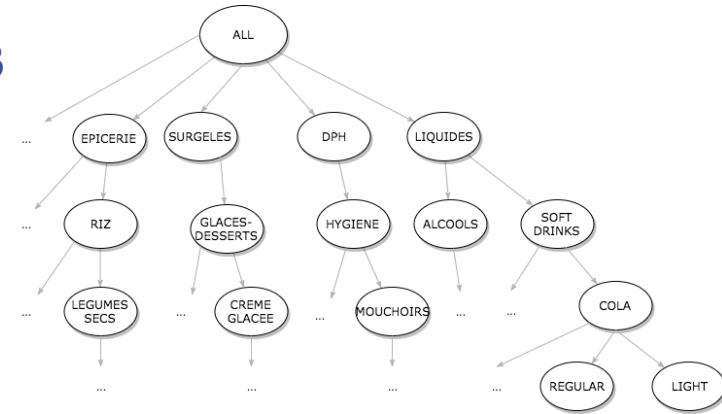 ALL
...
EPICERIE
SURGELES
DPH
LIQUIDES
...
RIZ
GLACES-
DESSERTS
HYGIENE
ALCOOLS
SOFT
DRINKS
...
LEGUMES
SECS
...
CREME
GLACEE
...
MOUCHOIRS
...
...
COLA
...
...
...
...
REGULAR
LIGHT